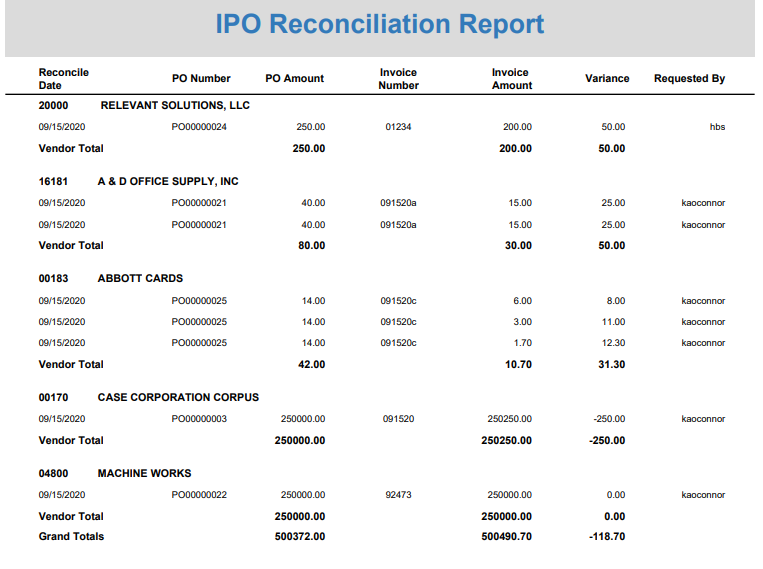 IPO Reconciliation Report
Reconcile Date PO Number PO Amount Invoice Number Invoice Amount Variance Requested By
20000 RELEVANT SOLUTIONS, LLC
09/15/2020 PO00000024 250.00 01234 200.00 50.00 hbs
Vendor Total 250.00 200.00 50.00
16181 A & D OFFICE SUPPLY, INC
09/15/2020 PO00000021 40.00 091520a 15.00 25.00 kaoconnor
09/15/2020 PO00000021 40.00 091520a 15.00 25.00 kaoconnor
Vendor Total 80.00 30.00 50.00
00183 ABBOTT CARDS
09/15/2020 PO00000025 14.00 091520c 6.00 8.00 kaoconnor
09/15/2020 PO00000025 14.00 091520c 3.00 11.00 kaoconnor
09/15/2020 PO00000025 14.00 091520c 1.70 12.30 kaoconnor
Vendor Total 42.00 10.70 31.30
00170 CASE CORPORATION CORPUS
09/15/2020 PO00000003 250000.00 091520 250250.00 -250.00 kaoconnor
Vendor Total 250000.00 250250.00 -250.00
04800 MACHINE WORKS
09/15/2020 PO00000022 250000.00 92473 250000.00 0.00 kaoconnor
Vendor Total 250000.00 250000.00 0.00
Grand Totals 500372.00 500490.70 -118.70